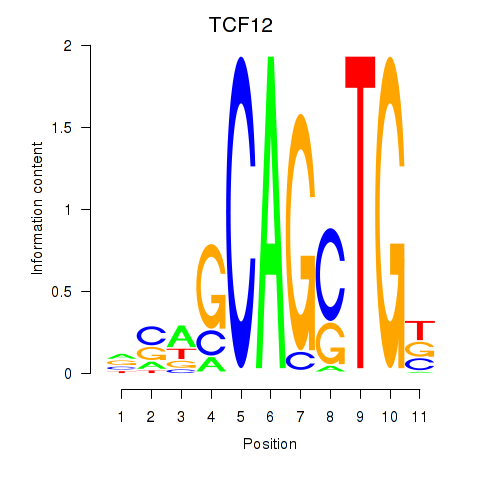 TCF12
2
1.5
1
0.5
0
Information content
A G C T
C G A T
A T G C
G C A
C
A
G C
C G A
T
G
T G C A
1 2 3 4 5 6 7 8 9 10 11
Position